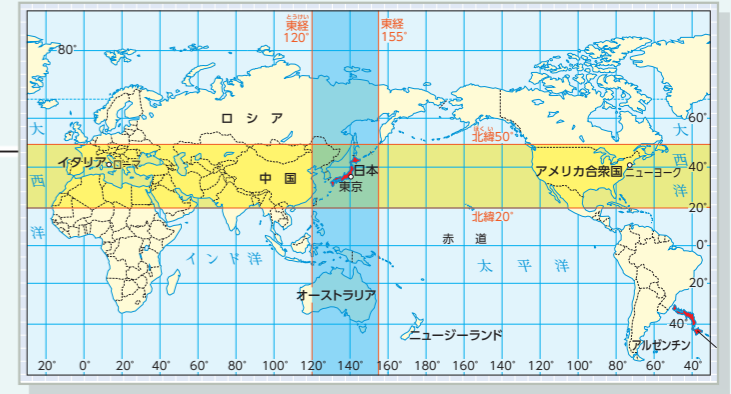 とうけい
東経
120°
東経
155°
80°
60°
ロシア
大西洋
大西洋
ほくい
北緯50°
イタリア
ローマ
中国
日本
東京
アメリカ合衆国
ニューヨーク
40°
20°
北緯20°
赤道
0°
インド洋
太平洋
20°
オーストラリア
40°
ニュージーランド
アルゼンチン
20° 0° 20° 40° 60° 80° 100° 120° 140° 160° 180° 160° 140° 120° 100° 80° 60° 40°